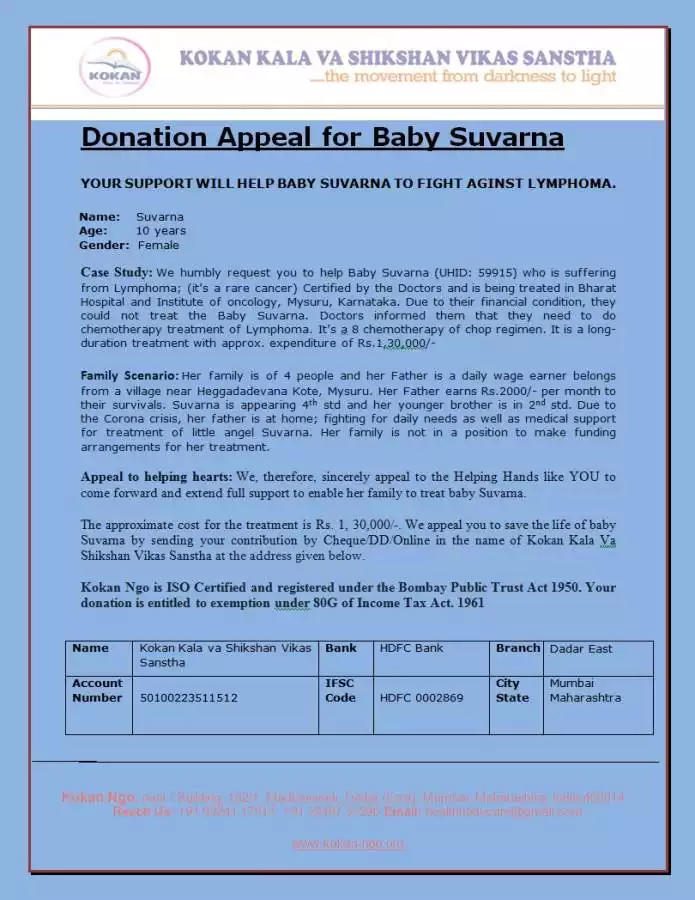 KOKAN
KOKAN KALA VA SHIKSHAN VIKAS SANSTHA
....the movement from darkness to light
Donation Appeal for Baby Suvarna
YOUR SUPPORT WILL HELP BABY SUVARNA TO FIGHT AGINST LYMPHOMA.
Name: Suvarna
Age: 10 years
Gender: Female
Case Study: We humbly request you to help Baby Suvarna (UHID: 59915) who is suffering
from Lymphoma; (it's a rare cancer) Certified by the Doctors and is being treated in Bharat
Hospital and Institute of oncology, Mysuru, Karnataka. Due to their financial condition, they
could not treat the Baby Suvarna. Doctors informed them that they need to do
chemotherapy treatment of Lymphoma. It's a 8 chemotherapy of chop regimen. It is a long-
duration treatment with approx. expenditure of Rs.1,30,000/-
Family Scenario: Her family is of 4 people and her Father is a daily wage earner belongs
from a village near Heggadadevana Kote, Mysuru. Her Father earns Rs.2000/- per month to
their survivals. Suvarna is appearing 4th std and her younger brother is in 2nd std. Due to
the Corona crisis, her father is at home; fighting for daily needs as well as medical support
for treatment of little angel Suvarna. Her family is not in a position to make funding
arrangements for her treatment.
Appeal to helping hearts: We, therefore, sincerely appeal to the Helping Hands like YOU to
come forward and extend full support to enable her family to treat baby Suvarna.
The approximate cost for the treatment is Rs. 1, 30,000/-. We appeal you to save the life of baby
Suvarna by sending your contribution by Cheque/DD/Online in the name of Kokan Kala Va
Shikshan Vikas Sanstha at the address given below.
Kokan Ngo is ISO Certified and registered under the Bombay Public Trust Act 1950. Your
donation is entitled to exemption under 80G of Income Tax Act. 1961
Name Kokan Kala va Shikshan Vikas Sanstha Bank HDFC Bank Branch Dadar East
Account Number 50100223511512 IFSC Code HDFC 0002869 City State Mumbai Maharashtra
Kokan Ngo, Building, Dadar (East), Mumbai, Maharashtra, India
Reach Us: Email:
www.kokan-ngo.org